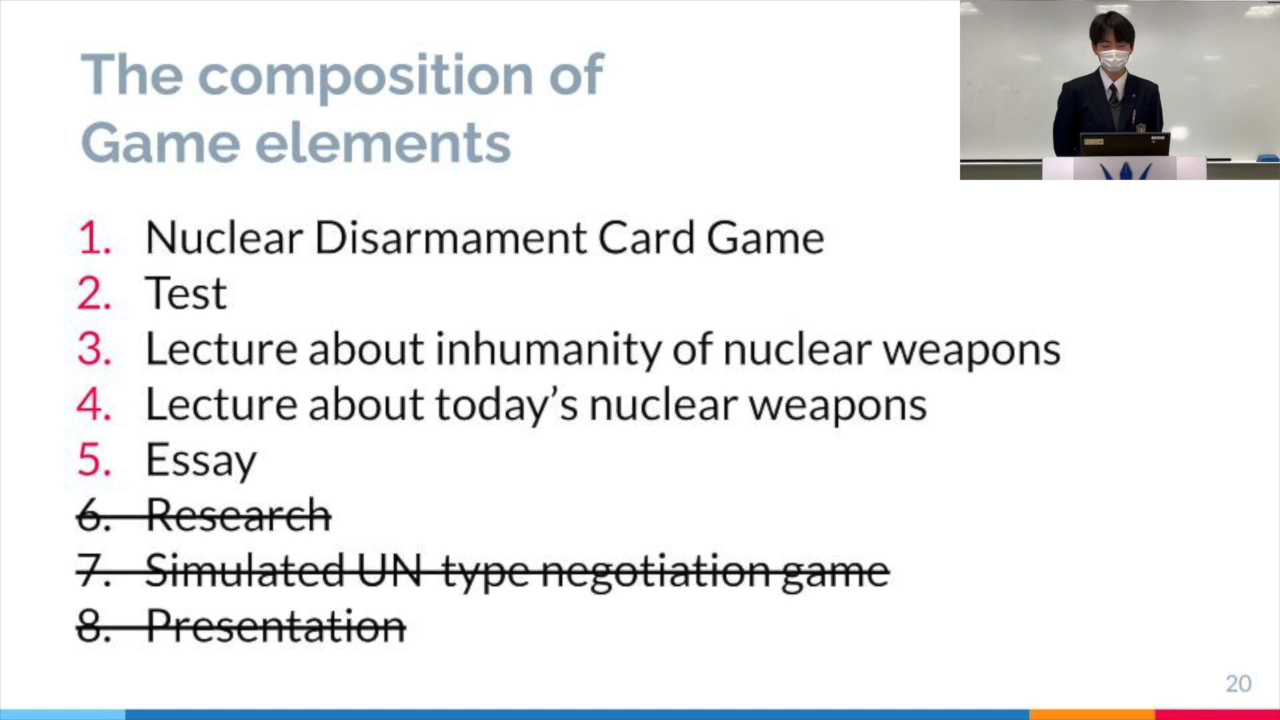 The composition of
Game elements
1. Nuclear Disarmament Card Game
2. Test
3. Lecture about inhumanity of nuclear weapons
4. Lecture about today’s nuclear weapons
5. Essay
6. Research
7. Simulated UN-type negotiation game
8. Presentation
20